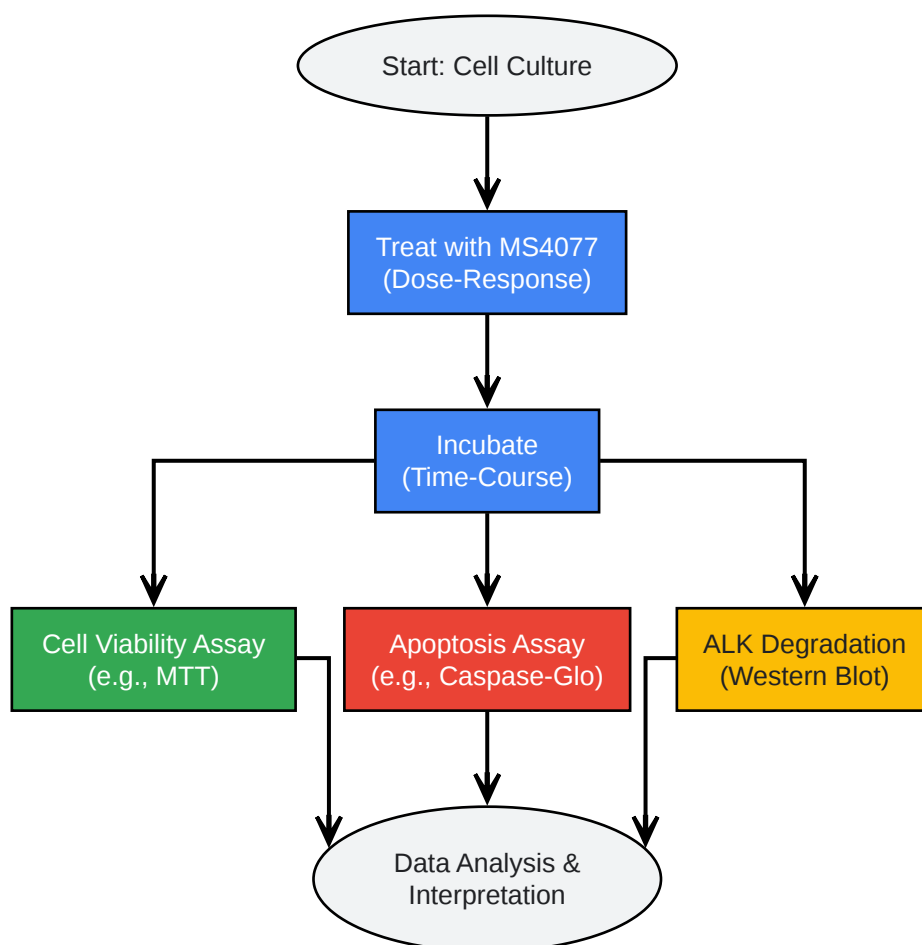 Start: Cell Culture
Treat with MS4077
(Dose-Response)
Incubate
(Time-Course)
Cell Viability Assay
(e.g., MTT)
Apoptosis Assay
(e.g., Caspase-Glo)
ALK Degradation
(Western Blot)
Data Analysis &
Interpretation